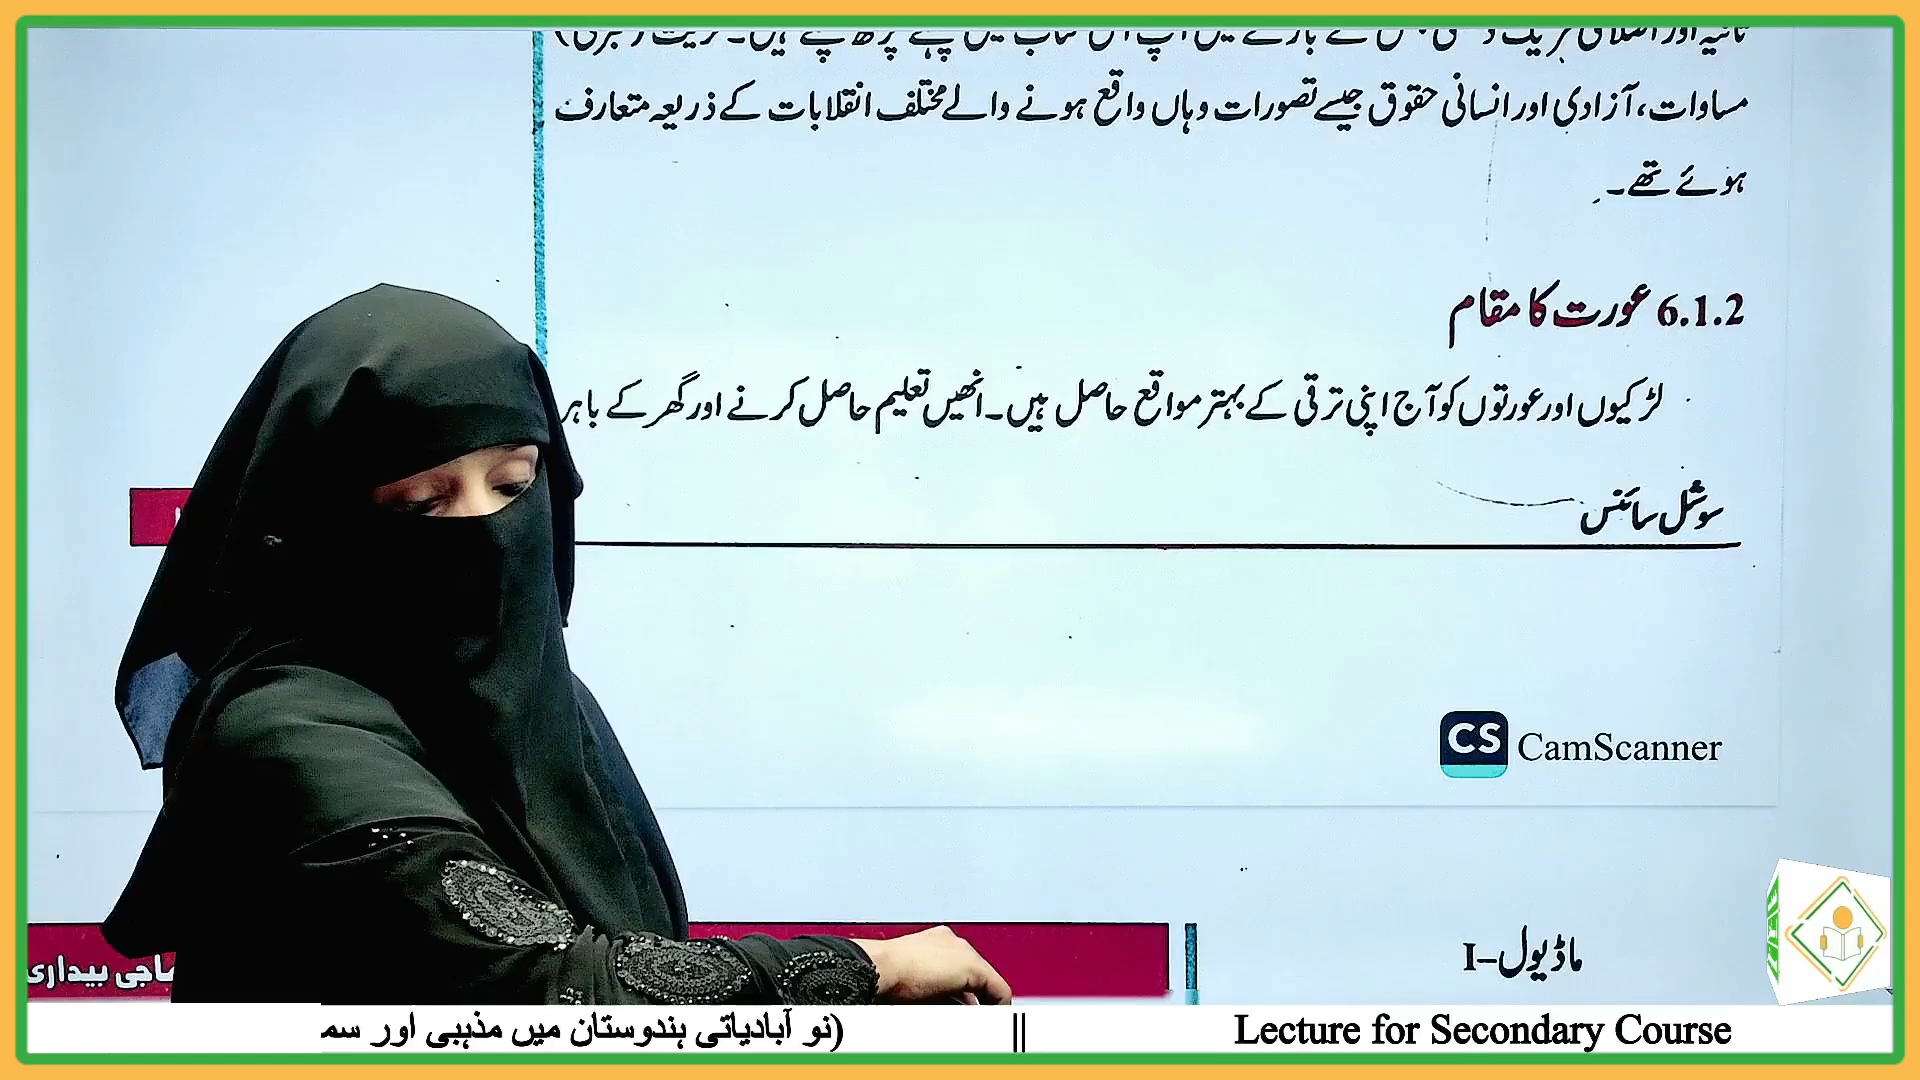 مساوات، آزادی اور انسانی حقوق جیسے تصورات وہاں واقع ہونے والے مختلف انقلابات کے ذریعہ متعارف
ہوئے تھے۔
6.1.2 عورت کا مقام
لڑکیوں اور عورتوں کو آج اپنی ترقی کے بہتر مواقع حاصل ہیں۔ انھیں تعلیم حاصل کرنے اور گھر کے باہر
سوشل سائنس
CS CamScanner
ماڈیول-I
ماجی بیداری
Lecture for Secondary Course || (نو آبادیاتی ہندوستان میں مذہبی اور سم